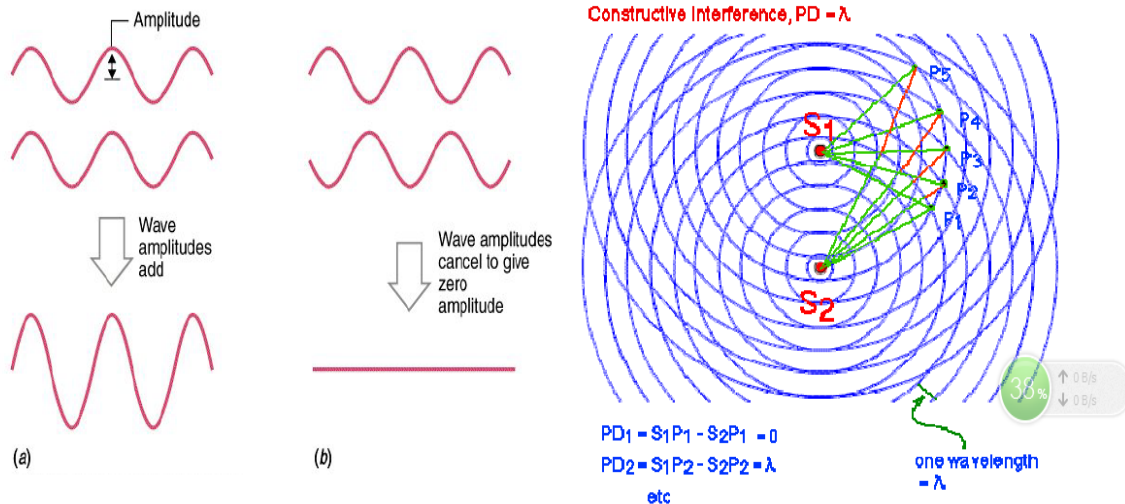 Amplitude
Wave
amplitudes
add
(a)
Wave amplitudes
cancel to give
zero
amplitude
(b)
Constructive Interference, PD = λ
P5
P4
S1
P3
P2
P1
S2
38%
↑ 0 B/s
↓ 0 B/s
PD1 = S1P1 - S2P1 = 0
PD2 = S1P2 - S2P2 = λ
etc
one wavelength
= λ